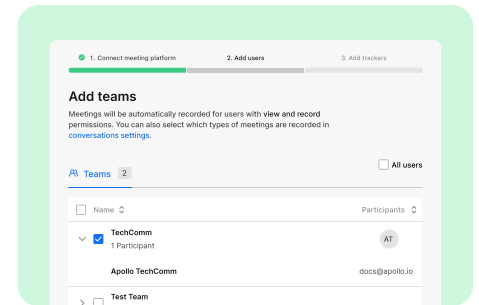 1. Connect meeting platform 2. Add users 3. Add trackers
Add teams
Meetings will be automatically recorded for users with view and record
permissions. You can also select which types of meetings are recorded in
conversations settings.
All users
Teams 2
Name Participants
TechComm
1 Participant
AT
Apollo TechComm docs@apollo.io
Test Team